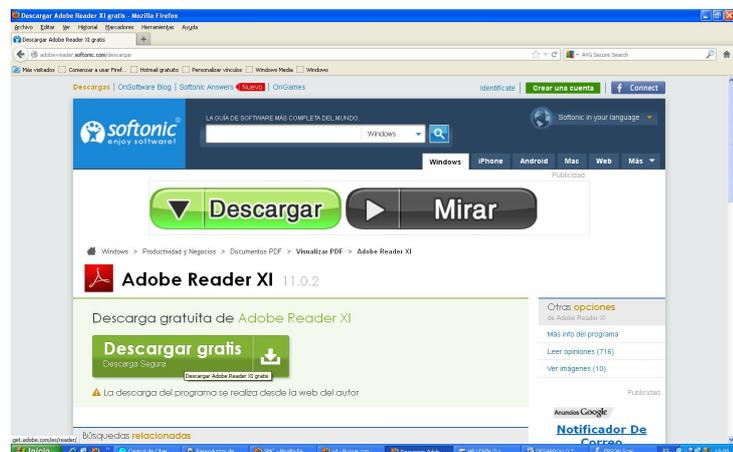 Descargar Adobe Reader XI gratis - Mozilla Firefox
Archivo Editar Ver Historial Marcadores Herramientas Ayuda
Descargar Adobe Reader XI gratis
adobe-reader.softonic.com/descargar
AVG Secure Search
Más visitados Comenzar a usar Firef... Hotmail gratuito Personalizar vínculos Windows Media Windows
Descargas | OnSoftware Blog | Softonic Answers Nuevo | OnGames
Identifícate Crear una cuenta f Connect
softonic
enjoy software!
LA GUÍA DE SOFTWARE MÁS COMPLETA DEL MUNDO.
Windows
Softonic in your language
Windows iPhone Android Mac Web Más
Publicidad
Descargar Mirar
Windows > Productividad y Negocios > Documentos PDF > Visualizar PDF > Adobe Reader XI
Adobe Reader XI 11.0.2
Descarga gratuita de Adobe Reader XI
Descargar gratis
Descarga Segura
Descargar Adobe Reader XI gratis
La descarga del programa se realiza desde la web del autor
Otras opciones
de Adobe Reader XI
Más info del programa
Leer opiniones (716)
Ver imágenes (10)
Publicidad
Anuncios Google
Notificador De
Correo
Búsquedas relacionadas
get.adobe.com/es/reader/
Inicio